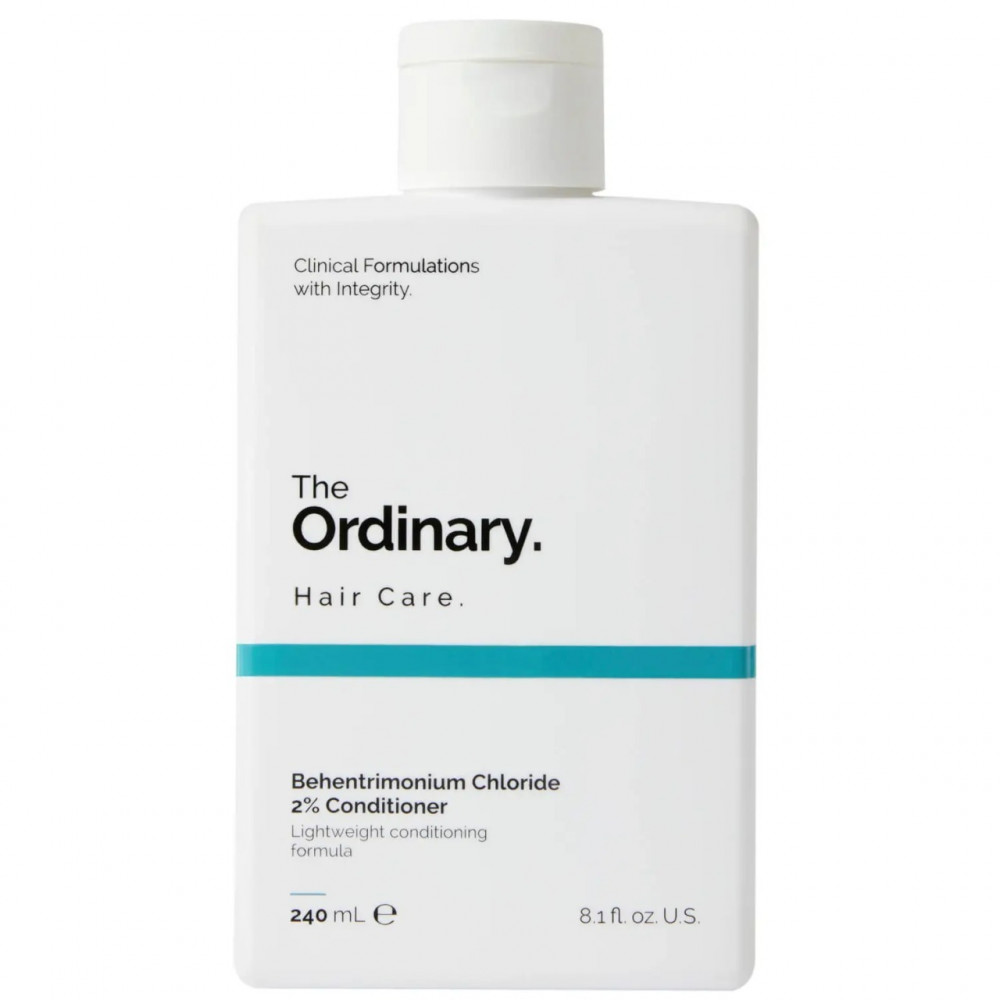 Clinical Formulations
with Integrity.
The
Ordinary.
Hair Care.
Behentrimonium Chloride
2% Conditioner
Lightweight conditioning
formula
240 mL ℮
8.1 fl. oz. U.S.